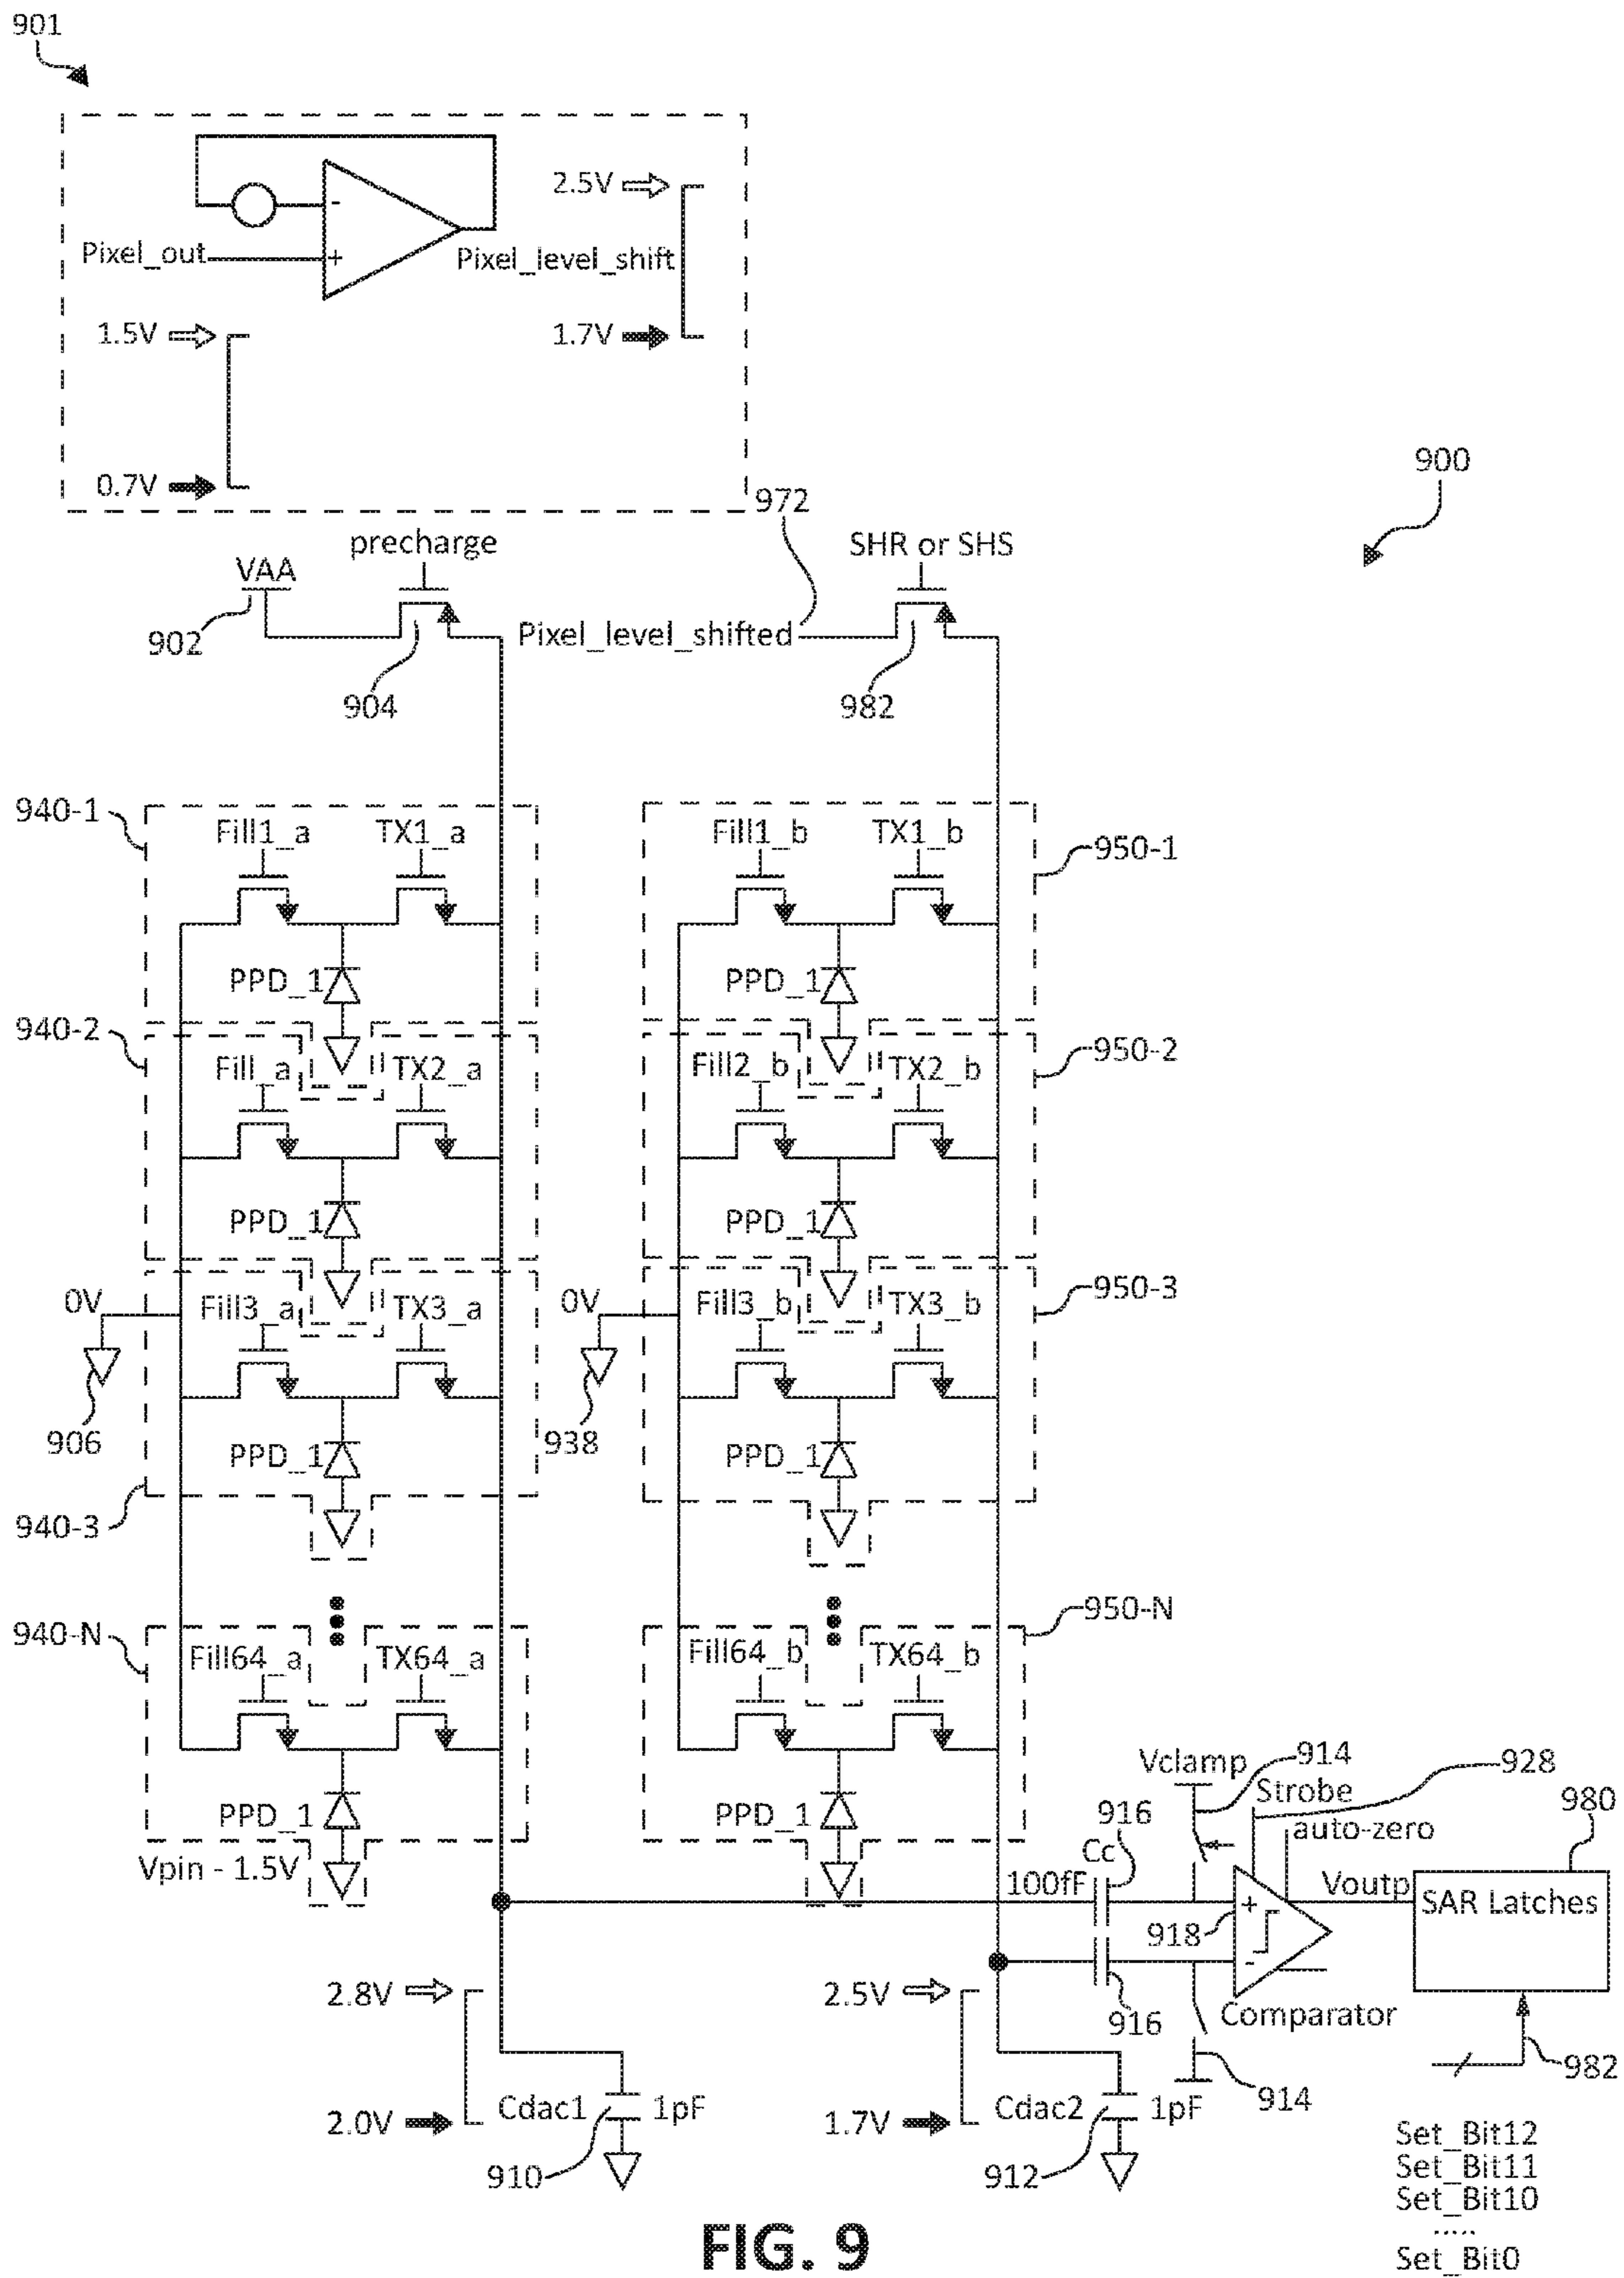 901
2.5V
-
Pixel_out
+
Pixel_level_shift
1.5V
1.7V
0.7V
900
972
precharge
SHR or SHS
VAA
902
Pixel_level_shifted
904
982
940-1
Fill1_a
TX1_a
Fill1_b
TX1_b
950-1
PPD_1
PPD_1
940-2
Fill_a
TX2_a
Fill2_b
TX2_b
950-2
PPD_1
PPD_1
0V
Fill3_a
TX3_a
0V
Fill3_b
TX3_b
950-3
906
PPD_1
938
PPD_1
940-3
940-N
950-N
Fill64_a
TX64_a
Fill64_b
TX64_b
Vclamp
914
928
Strobe
980
PPD_1
PPD_1
916
auto-zero
Vpin - 1.5V
Cc
100fF
+
Voutp
SAR Latches
918
-
2.8V
2.5V
916
Comparator
982
914
2.0V
Cdac1
1pF
1.7V
Cdac2
1pF
910
912
Set_Bit12
Set_Bit11
Set_Bit10
.....
Set_Bit0
FIG. 9